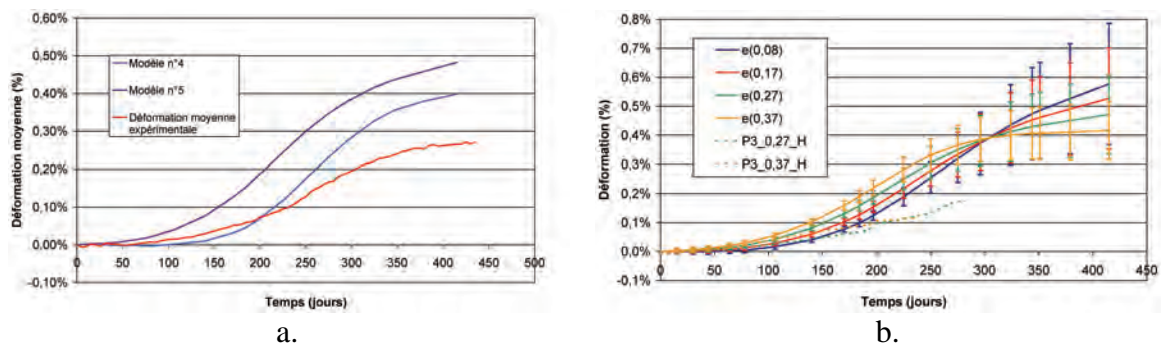 0,60%
0,50%
0,40%
0,30%
0,20%
0,10%
0,00%
-0,10%
Déformation moyenne (%)
Modèle n°4
Modèle n°5
Déformation moyenne
expérimentale
0 50 100 150 200 250 300 350 400 450 500
Temps (jours)
a.
0,8%
0,7%
0,6%
0,5%
0,4%
0,3%
0,2%
0,1%
0,0%
-0,1%
Déformation (%)
e(0,08)
e(0,17)
e(0,27)
e(0,37)
P3_0,27_H
P3_0,37_H
0 50 100 150 200 250 300 350 400 450
Temps (jours)
b.